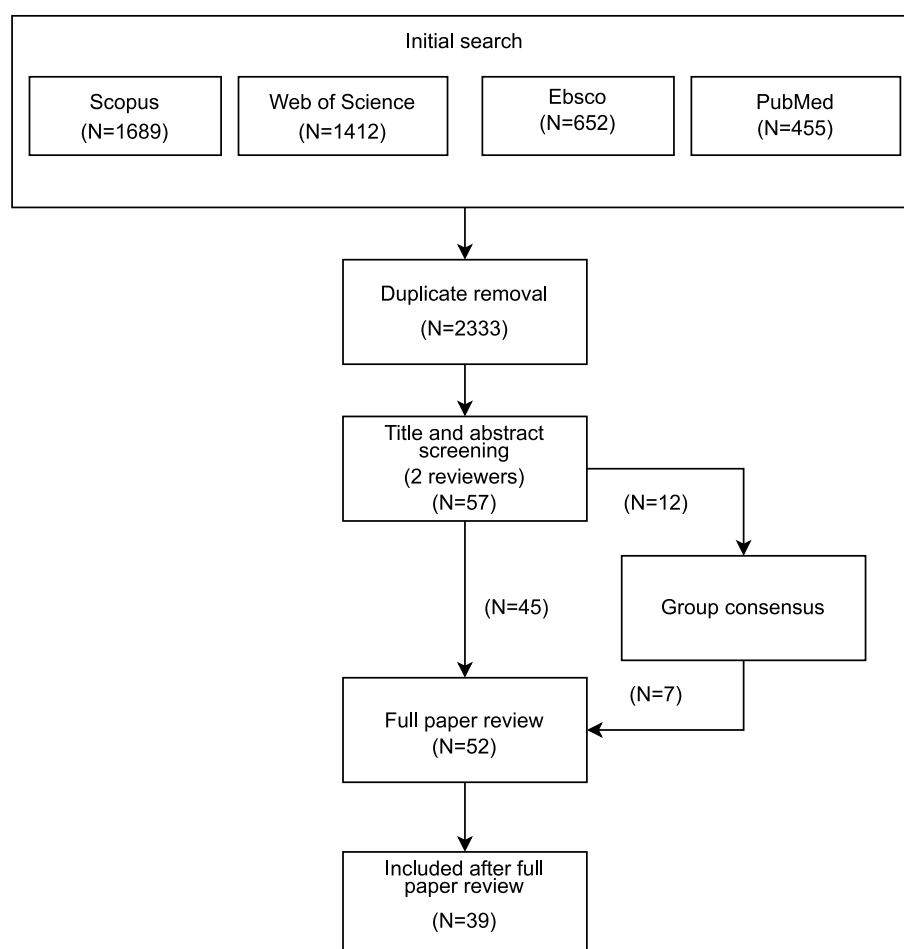 Initial search
Scopus
(N=1689)
Web of Science
(N=1412)
Ebsco
(N=652)
PubMed
(N=455)
Duplicate removal
(N=2333)
Title and abstract
screening
(2 reviewers)
(N=57)
(N=12)
Group consensus
(N=45)
(N=7)
Full paper review
(N=52)
Included after full
paper review
(N=39)